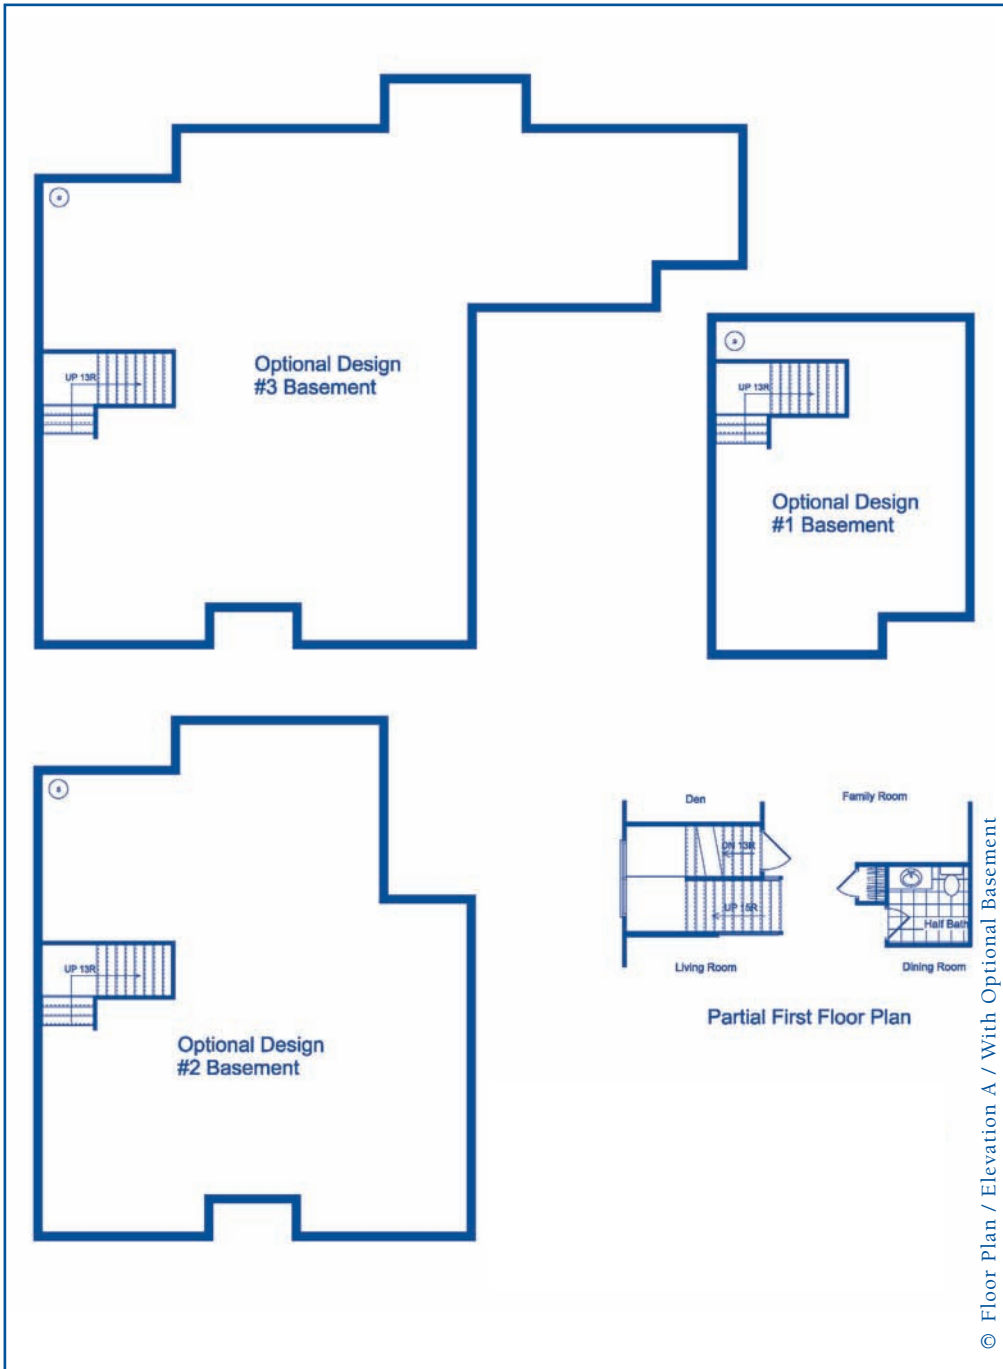 UP 13R
Optional Design
#3 Basement
UP 13R
Optional Design
#1 Basement
UP 13R
Optional Design
#2 Basement
Den
DN 13R
UP 15R
Living Room
Family Room
Half Bath
Dining Room
Partial First Floor Plan
© Floor Plan / Elevation A / With Optional Basement